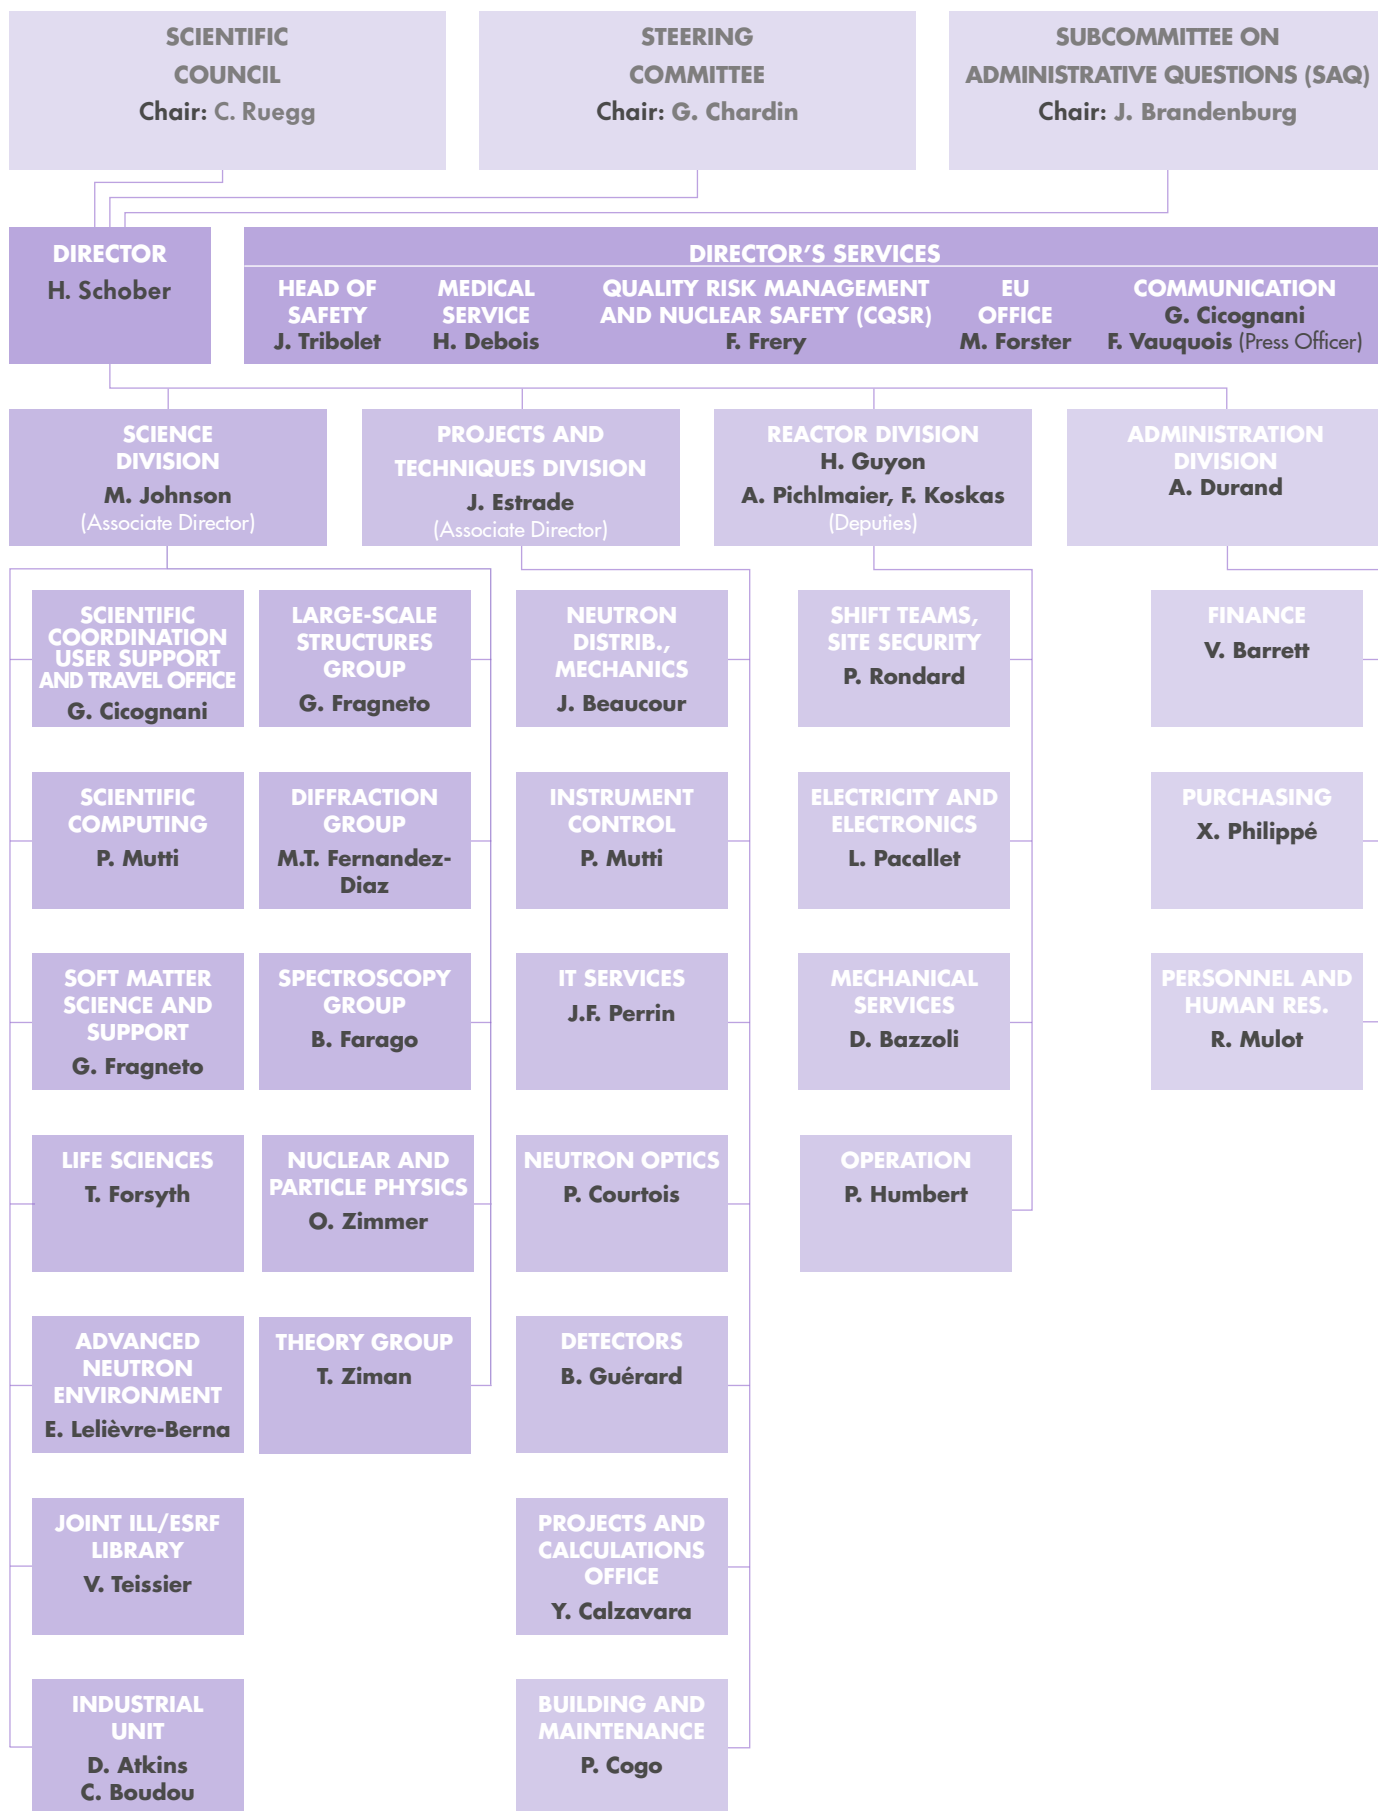 SCIENTIFIC
COUNCIL
Chair: C. Ruegg
STEERING
COMMITTEE
Chair: G. Chardin
SUBCOMMITTEE ON
ADMINISTRATIVE QUESTIONS (SAQ)
Chair: J. Brandenburg
DIRECTOR
H. Schober
DIRECTOR'S SERVICES
HEAD OF
SAFETY
J. Tribolet
MEDICAL
SERVICE
H. Debois
QUALITY RISK MANAGEMENT
AND NUCLEAR SAFETY (CQSR)
F. Frery
EU
OFFICE
M. Forster
COMMUNICATION
G. Cicognani
F. Vauquois (Press Officer)
SCIENCE
DIVISION
M. Johnson
(Associate Director)
PROJECTS AND
TECHNIQUES DIVISION
J. Estrade
(Associate Director)
REACTOR DIVISION
H. Guyon
A. Pichlmaier, F. Koskas
(Deputies)
ADMINISTRATION
DIVISION
A. Durand
SCIENTIFIC
COORDINATION
USER SUPPORT
AND TRAVEL OFFICE
G. Cicognani
LARGE-SCALE
STRUCTURES
GROUP
G. Fragneto
NEUTRON
DISTRIB.,
MECHANICS
J. Beaucour
SHIFT TEAMS,
SITE SECURITY
P. Rondard
FINANCE
V. Barrett
SCIENTIFIC
COMPUTING
P. Mutti
DIFFRACTION
GROUP
M.T. Fernandez-
Diaz
INSTRUMENT
CONTROL
P. Mutti
ELECTRICITY AND
ELECTRONICS
L. Pacallet
PURCHASING
X. Philippé
SOFT MATTER
SCIENCE AND
SUPPORT
G. Fragneto
SPECTROSCOPY
GROUP
B. Farago
IT SERVICES
J.F. Perrin
MECHANICAL
SERVICES
D. Bazzoli
PERSONNEL AND
HUMAN RES.
R. Mulot
LIFE SCIENCES
T. Forsyth
NUCLEAR AND
PARTICLE PHYSICS
O. Zimmer
NEUTRON OPTICS
P. Courtois
OPERATION
P. Humbert
ADVANCED
NEUTRON
ENVIRONMENT
E. Lelièvre-Berna
THEORY GROUP
T. Ziman
DETECTORS
B. Guérard
JOINT ILL/ESRF
LIBRARY
V. Teissier
PROJECTS AND
CALCULATIONS
OFFICE
Y. Calzavara
INDUSTRIAL
UNIT
D. Atkins
C. Boudou
BUILDING AND
MAINTENANCE
P. Cogo